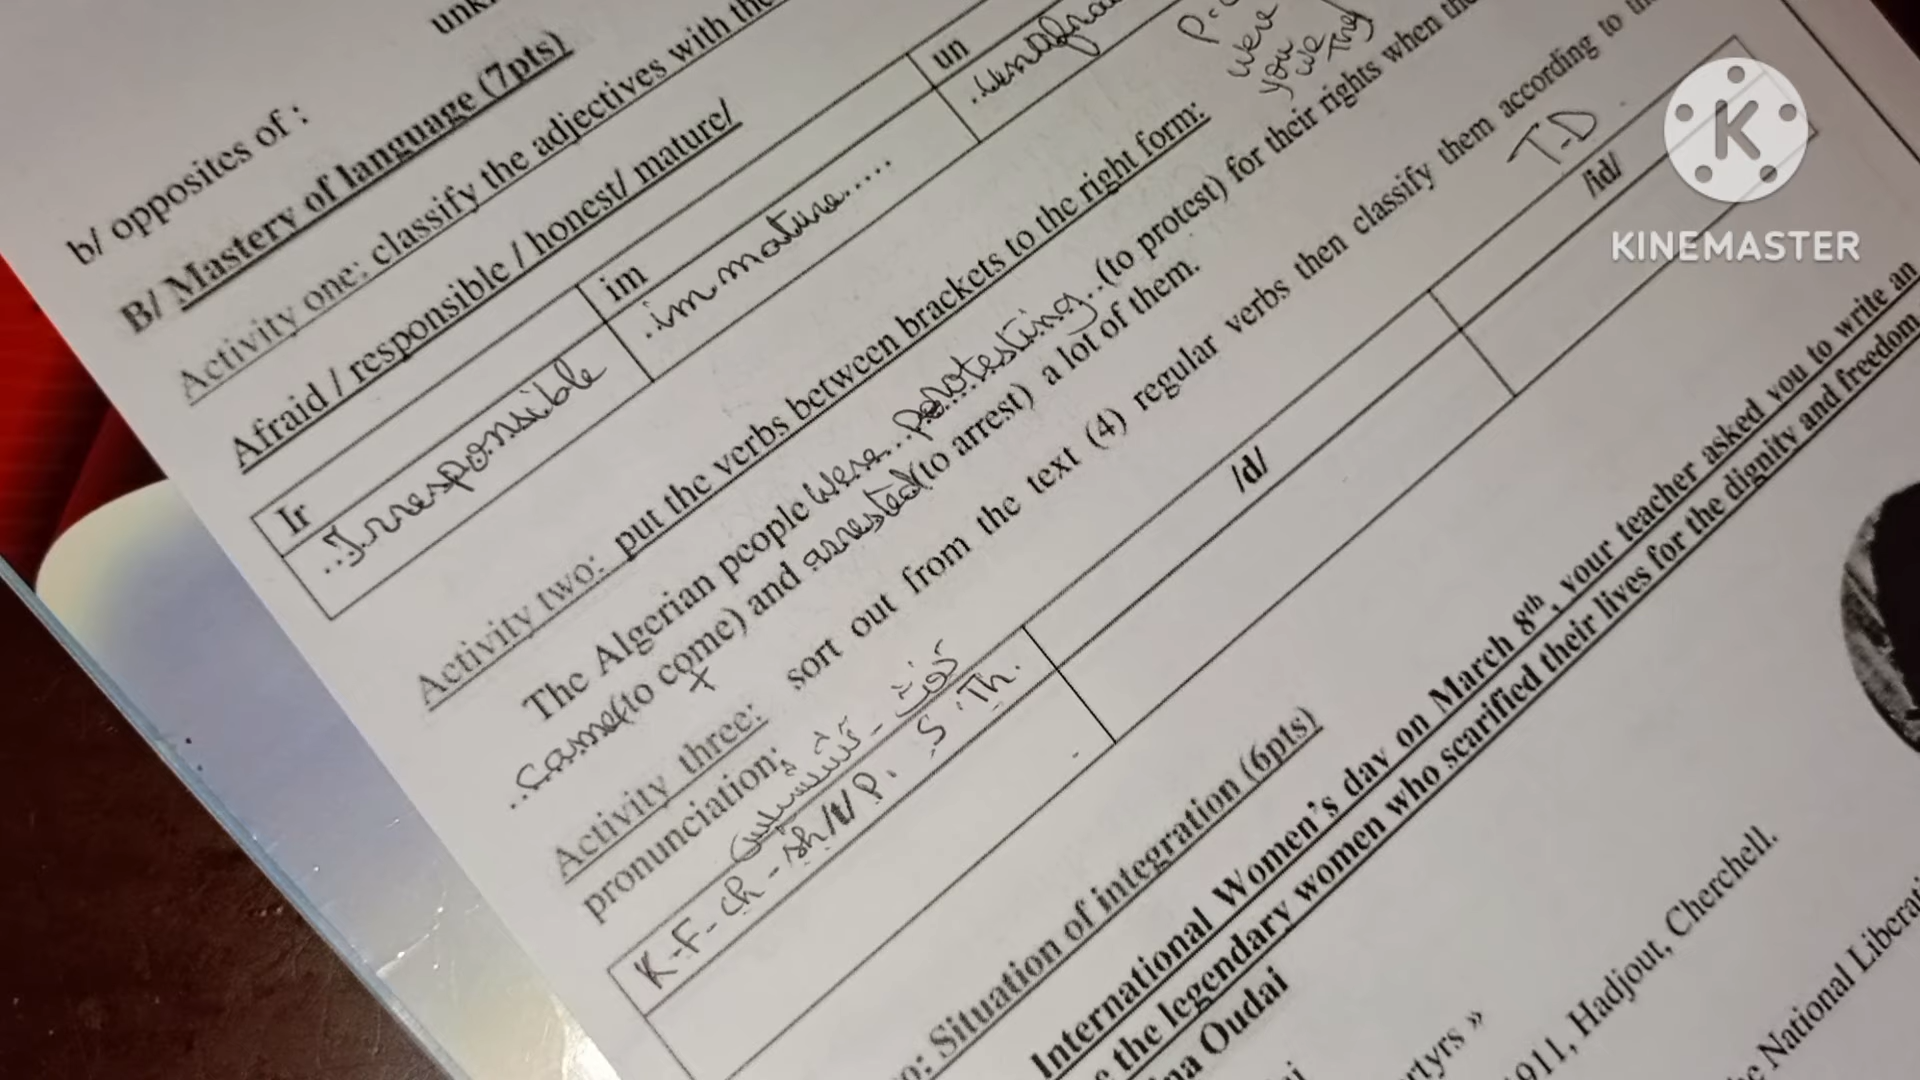 b/ opposites of :
B/ Mastery of language (7pts)
Activity one: classify the adjectives with the
Afraid / responsible / honest/ mature/
Ir im un
..Irresponsible ..immature.....
were
you
we
Activity two: put the verbs between brackets to the right form:
The Algerian people were...protesting..(to protest) for their rights when the
..came(to come) and arrested(to arrest) a lot of them.
Activity three: sort out from the text (4) regular verbs then classify them according to
pronunciation:
K-F-ch-sh/t/P. S.Th. /d/ /id/
T-D
: Situation of integration (6pts)
International Women's day on March 8th, your teacher asked you to write an
the legendary women who scarified their lives for the dignity and freedom
Oudai
rtyrs »
1911, Hadjout, Cherchell.
National
KINEMASTER